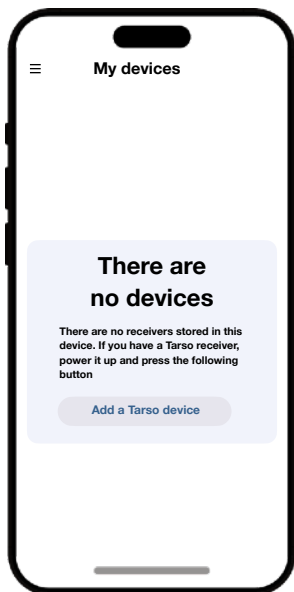 My devices
There are
no devices
There are no receivers stored in this
device. If you have a Tarso receiver,
power it up and press the following
button
Add a Tarso device